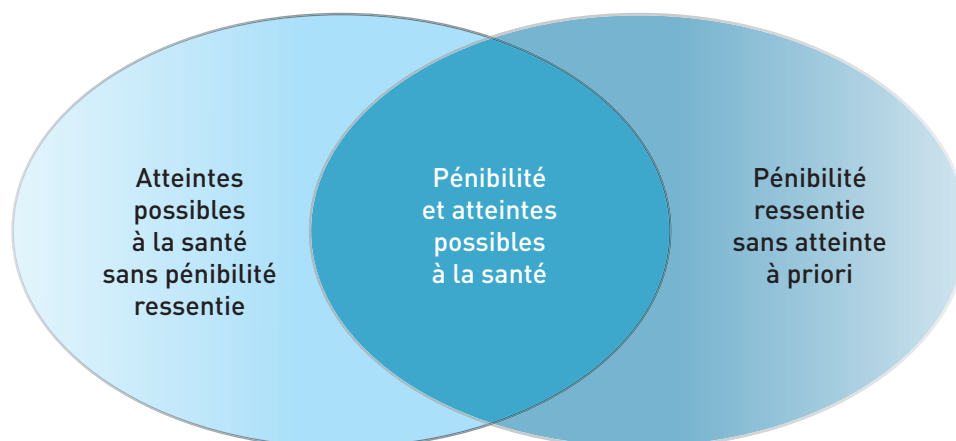 Atteintes
possibles
à la santé
sans pénibilité
ressentie
Pénibilité
et atteintes
possibles
à la santé
Pénibilité
ressentie
sans atteinte
à priori